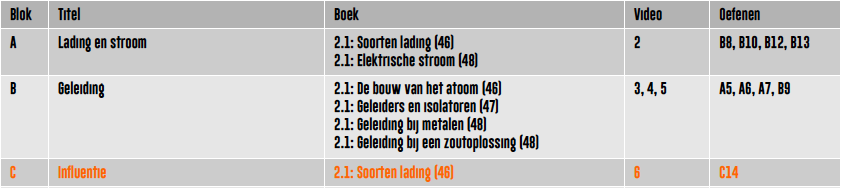 Blok Titel Boek Video Oefenen
A Lading en stroom 2.1: Soorten lading (46) 2 B8, B10, B12, B13
2.1: Elektrische stroom (48)
B Geleiding 2.1: De bouw van het atoom (46) 3, 4, 5 A5, A6, A7, B9
2.1: Geleiders en isolatoren (47)
2.1: Geleiding bij metalen (48)
2.1: Geleiding bij een zoutoplossing (48)
C Influentie 2.1: Soorten lading (46) 6 C14